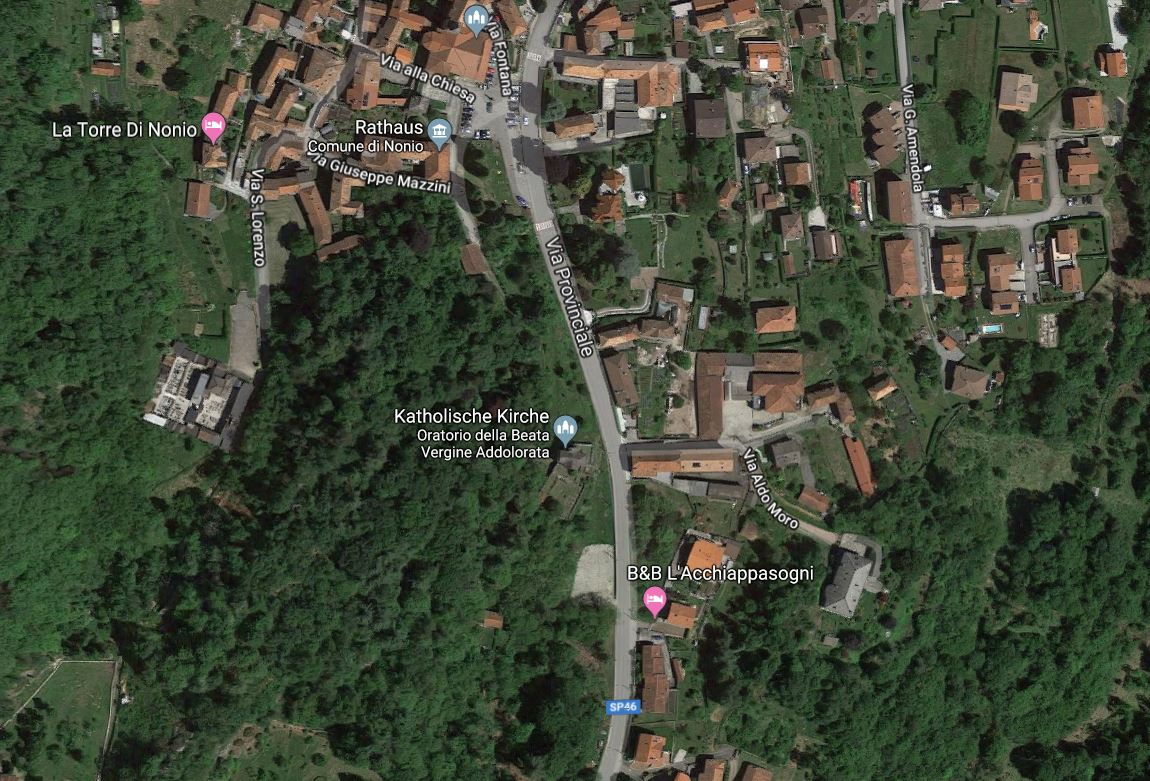 Via Fontana
Via alla Chiesa
La Torre Di Nonio
Rathaus
Comune di Nonio
Via Giuseppe Mazzini
Via S. Lorenzo
Via G. Amendola
Via Provinciale
Katholische Kirche
Oratorio della Beata
Vergine Addolorata
Via Aldo Moro
B&B L'Acchiappasogni
SP46